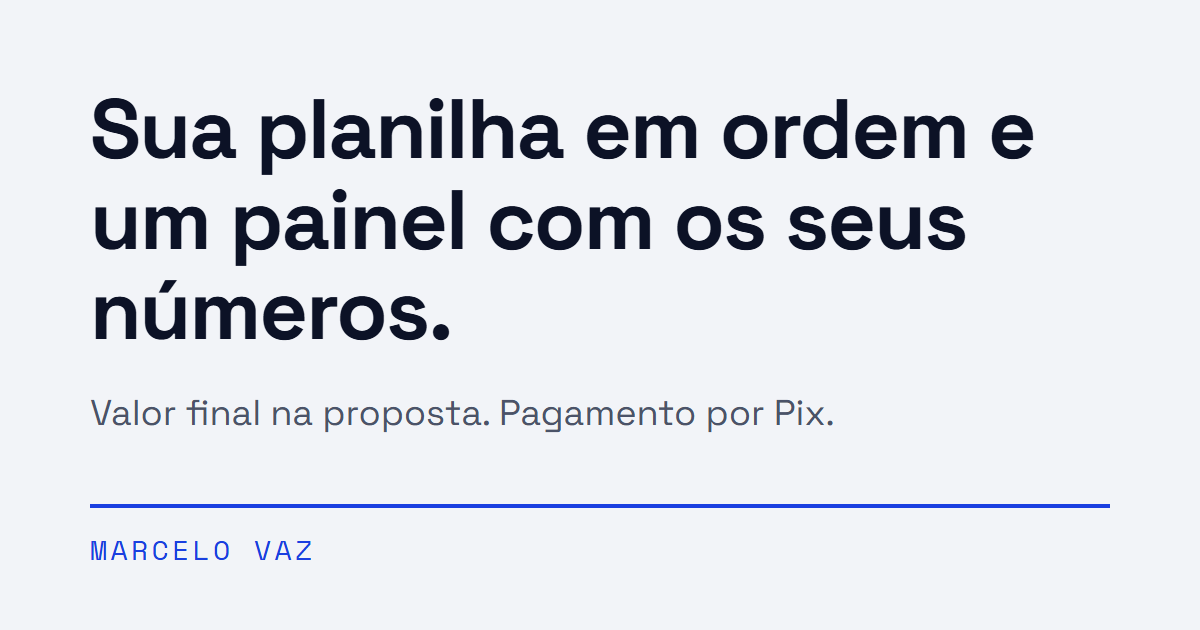 Sua planilha em ordem e
um painel com os seus
números.
Valor final na proposta. Pagamento por Pix.
MARCELO VAZ